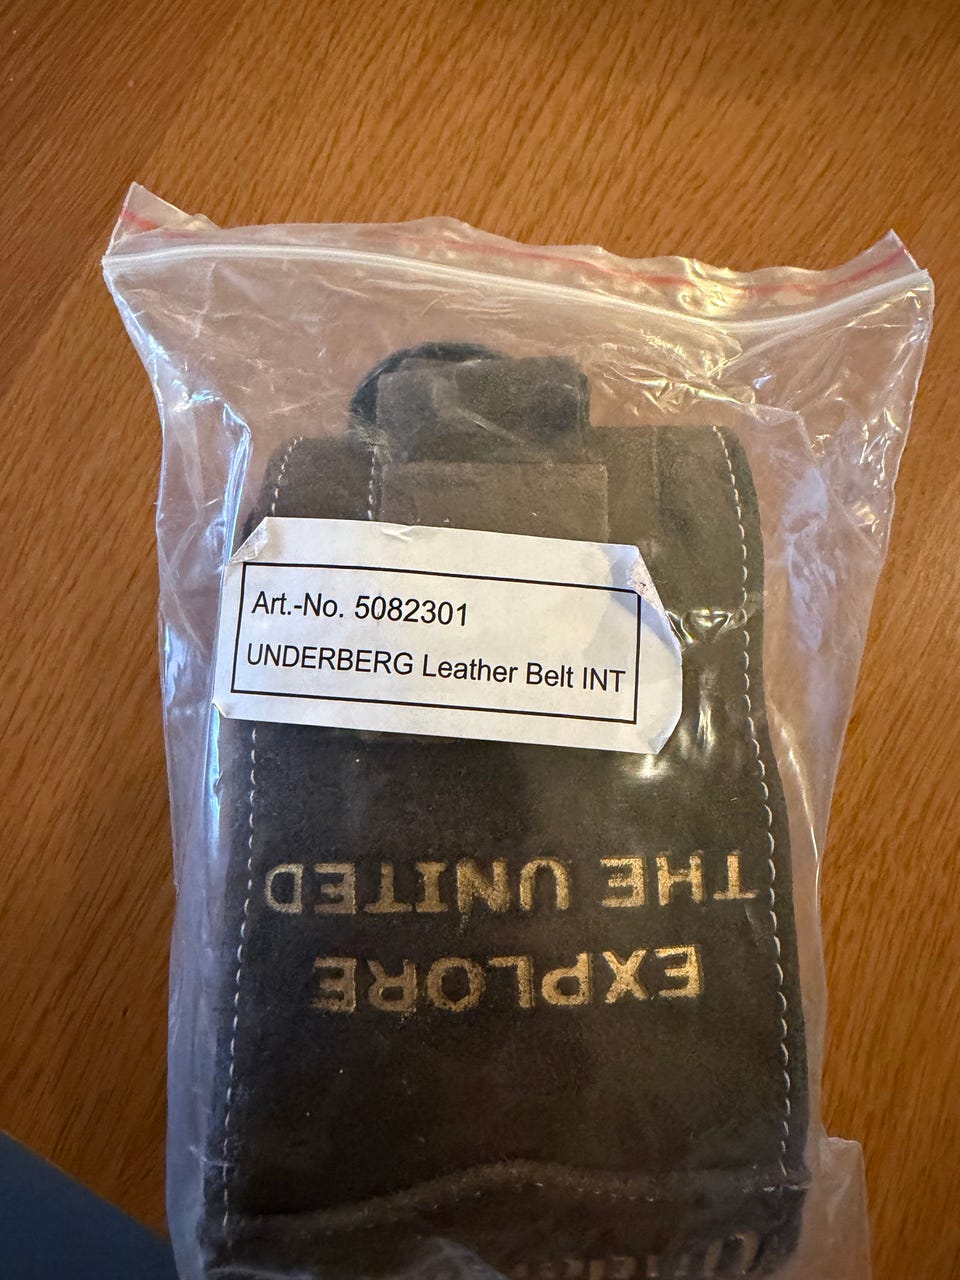 Art.-No. 5082301
UNDERBERG Leather Belt INT
EXPLORE
THE UNITED